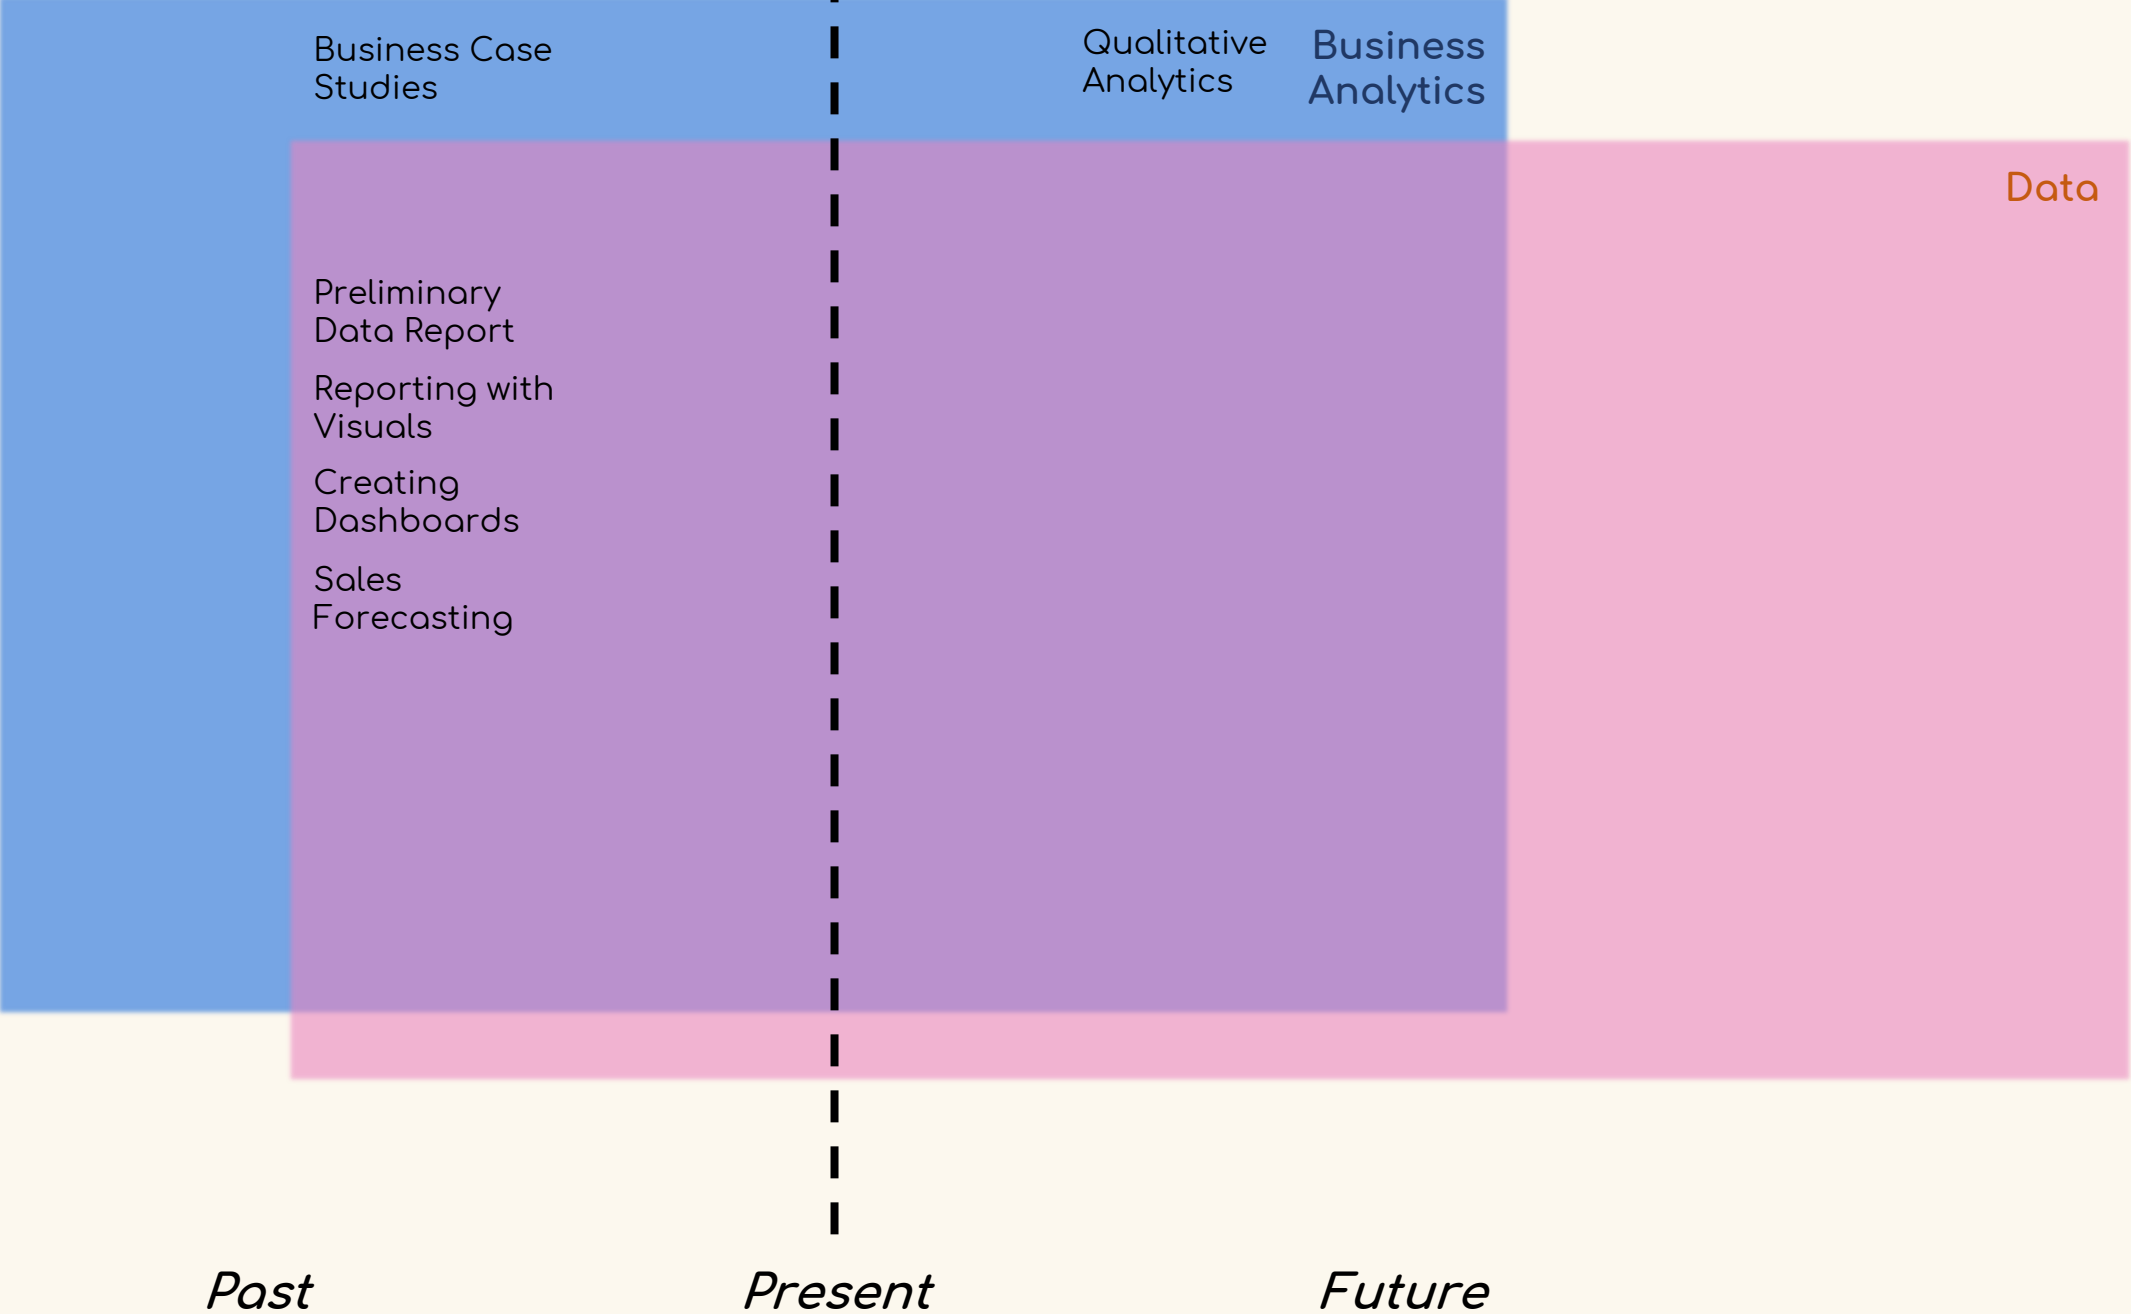 Business Case
Studies
Qualitative
Analytics
Business
Analytics
Data
Preliminary
Data Report
Reporting with
Visuals
Creating
Dashboards
Sales
Forecasting
Past
Present
Future